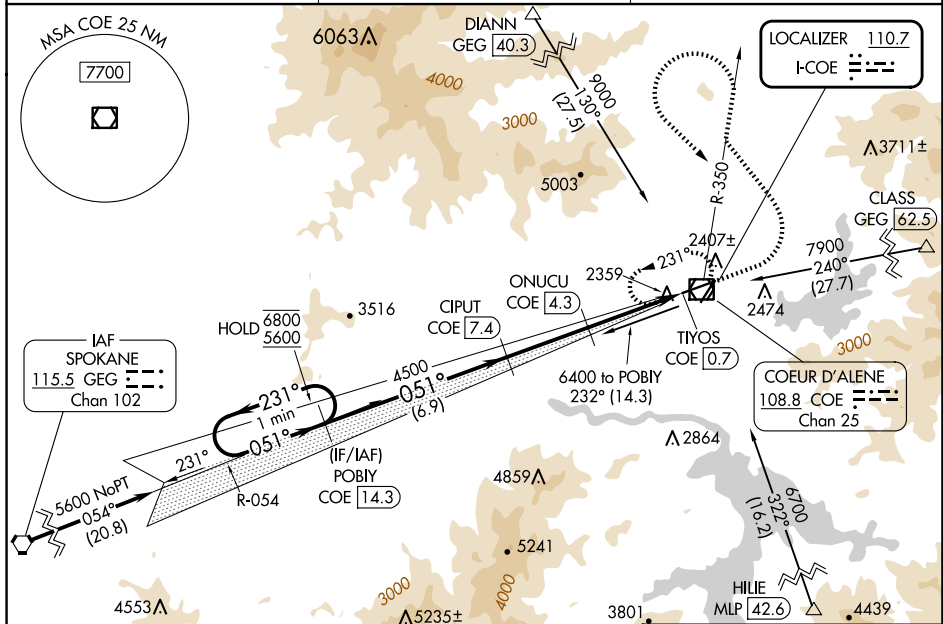 MSA COE 25 NM
7700
6063
4000
3000
5003
DIANN
GEG 40.3
9000
130°
(27.5)
LOCALIZER 110.7
I-COE
R-350
3711±
CLASS
GEG 62.5
7900
240°
(27.7)
2407±
231°
2359
2474
3000
ONUCU
COE 4.3
CIPUT
COE 7.4
TIYOS
COE 0.7
3516
HOLD 6800
5600
4500
051°
(6.9)
6400 to POBIY
232° (14.3)
COEUR D'ALENE
108.8 COE
Chan 25
IAF
SPOKANE
115.5 GEG
Chan 102
231°
1 min
051°
231°
(IF/IAF)
POBIY
COE 14.3
R-054
5600 NoPT
054°
(20.8)
2864
4859
5241
6700
322°
(16.2)
HILIE
MLP 42.6
4553
3000
4000
5235±
3801
4439